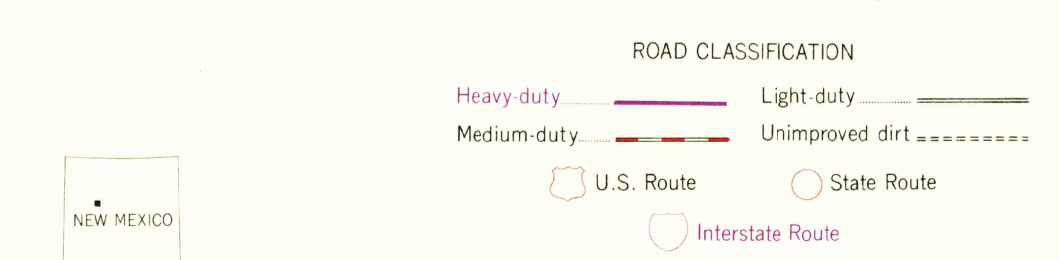 ROAD CLASSIFICATION
Heavy-duty
Light-duty
Medium-duty
Unimproved dirt
U.S. Route
State Route
Interstate Route
NEW MEXICO